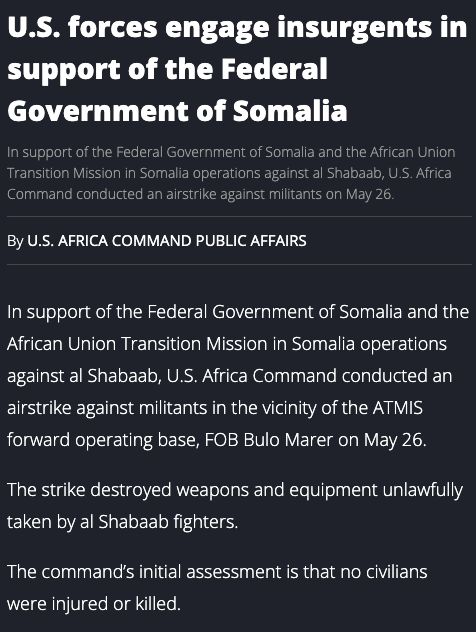 U.S. forces engage insurgents in
support of the Federal
Government of Somalia
In support of the Federal Government of Somalia and the African Union
Transition Mission in Somalia operations against al Shabaab, U.S. Africa
Command conducted an airstrike against militants on May 26.
By U.S. AFRICA COMMAND PUBLIC AFFAIRS
In support of the Federal Government of Somalia and the
African Union Transition Mission in Somalia operations
against al Shabaab, U.S. Africa Command conducted an
airstrike against militants in the vicinity of the ATMIS
forward operating base, FOB Bulo Marer on May 26.
The strike destroyed weapons and equipment unlawfully
taken by al Shabaab fighters.
The command’s initial assessment is that no civilians
were injured or killed.